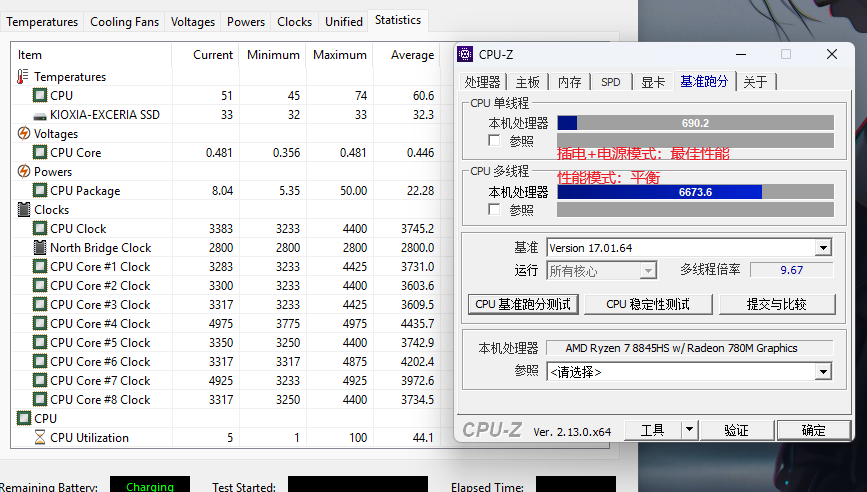 Temperatures Cooling Fans Voltages Powers Clocks Unified Statistics
Item Current Minimum Maximum Average
Temperatures
CPU 51 45 74 60.6
KIOXIA-EXCERIA SSD 33 32 33 32.3
Voltages
CPU Core 0.481 0.356 0.481 0.446
Powers
CPU Package 8.04 5.35 50.00 22.28
Clocks
CPU Clock 3383 3233 4400 3745.2
North Bridge Clock 2800 2800 2800 2800.0
CPU Core #1 Clock 3283 3233 4425 3731.0
CPU Core #2 Clock 3300 3233 4400 3603.6
CPU Core #3 Clock 3317 3233 4425 3609.5
CPU Core #4 Clock 4975 3775 4975 4435.7
CPU Core #5 Clock 3350 3250 4400 3742.9
CPU Core #6 Clock 3317 3317 4875 4202.4
CPU Core #7 Clock 4925 3233 4925 3972.6
CPU Core #8 Clock 3317 3250 4400 3734.5
CPU
CPU Utilization 5 1 100 44.1
Remaining Battery: Charging Test Started: Elapsed Time:
CPU-Z
处理器 主板 内存 SPD 显卡 基准跑分 关于
CPU 单线程
本机处理器 690.2
参照
插电+电源模式：最佳性能
CPU 多线程
性能模式：平衡
本机处理器 6673.6
参照
基准 Version 17.01.64
运行 所有核心 多线程倍率 9.67
CPU 基准跑分测试 CPU 稳定性测试 提交与比较
本机处理器 AMD Ryzen 7 8845HS w/ Radeon 780M Graphics
参照 <请选择>
CPU-Z Ver. 2.13.0.x64 工具 验证 确定